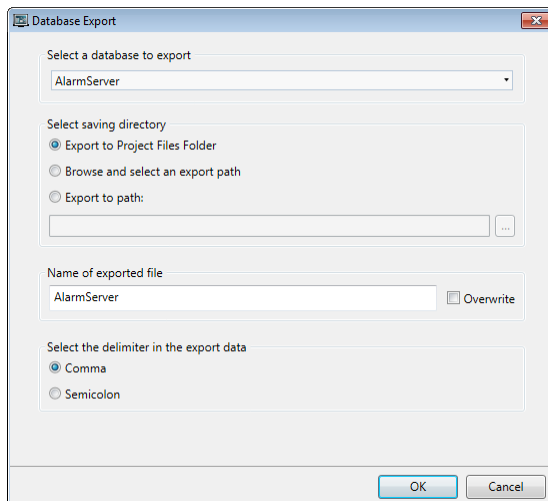 Database Export
Select a database to export
AlarmServer
Select saving directory
Export to Project Files Folder
Browse and select an export path
Export to path:
...
Name of exported file
AlarmServer
Overwrite
Select the delimiter in the export data
Comma
Semicolon
OK
Cancel